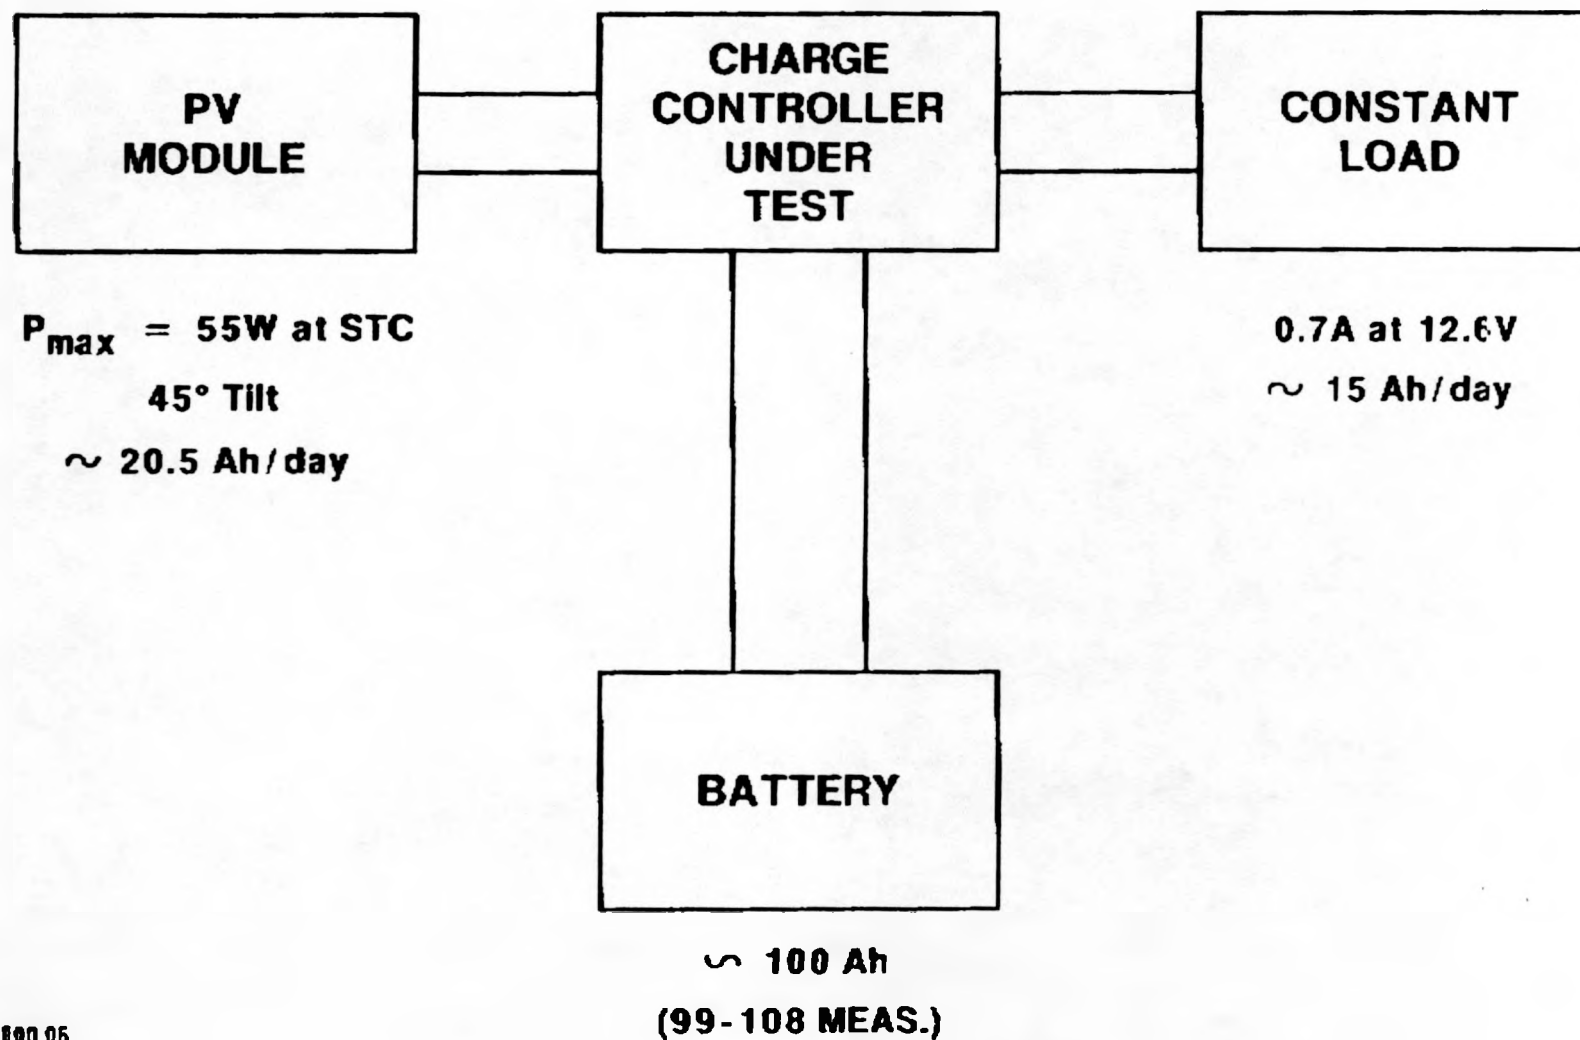 PV
MODULE
CHARGE
CONTROLLER
UNDER
TEST
CONSTANT
LOAD
Pmax = 55W at STC
45° Tilt
~ 20.5 Ah/day
0.7A at 12.6V
~ 15 Ah/day
BATTERY
~ 100 Ah
(99-108 MEAS.)